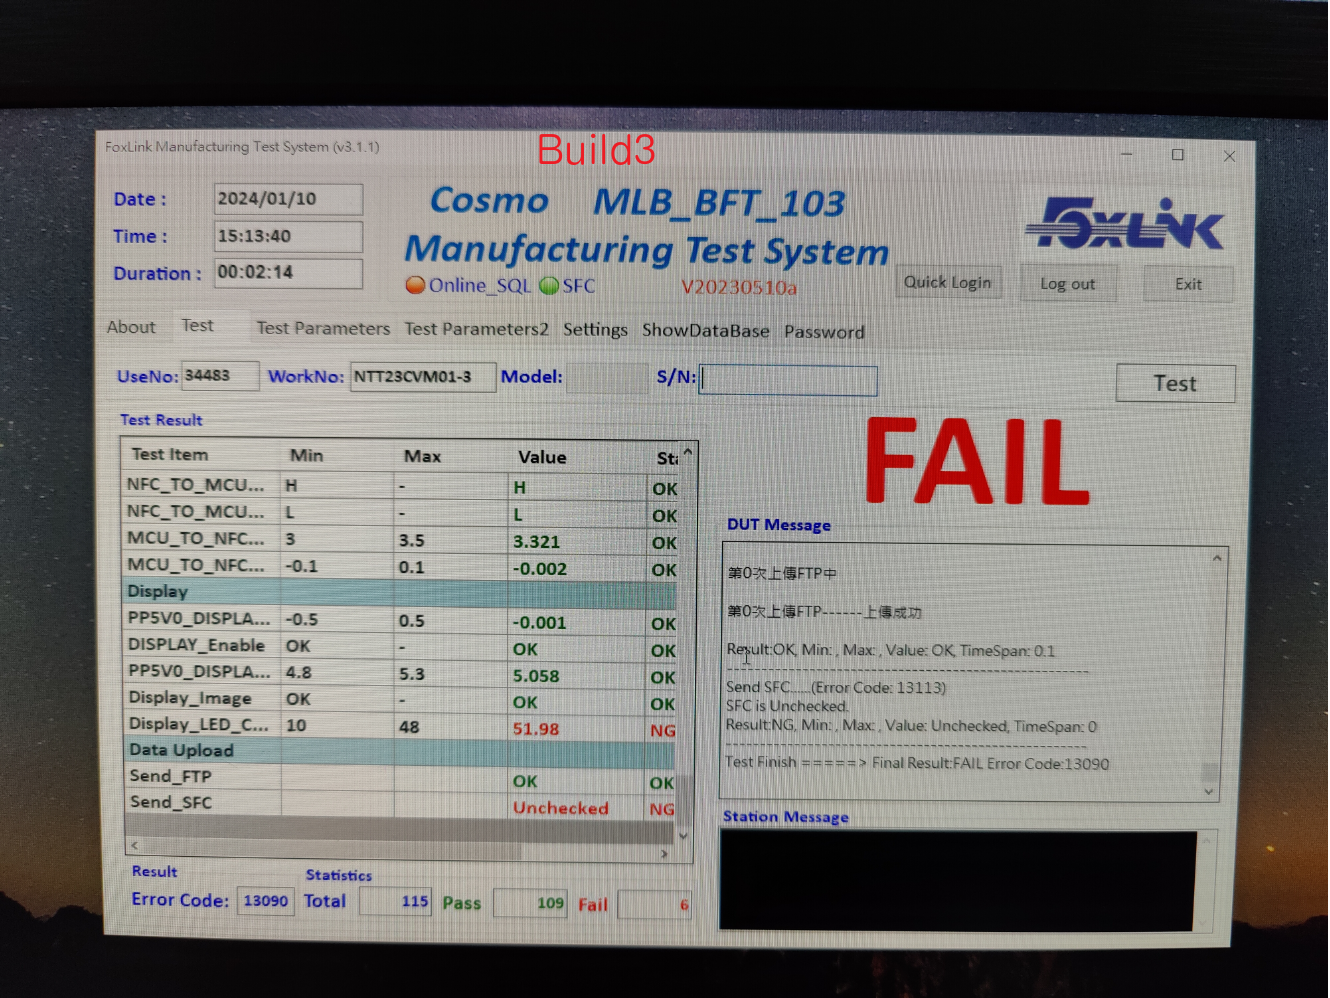 Build3
FoxLink Manufacturing Test System (v3.1.1)
Date : 2024/01/10
Time : 15:13:40
Duration : 00:02:14
Cosmo MLB_BFT_103
Manufacturing Test System
Online_SQL SFC V20230510a
FOXLINK
Quick Login Log out Exit
About Test Test Parameters Test Parameters2 Settings ShowDataBase Password
UseNo: 34483 WorkNo: NTT23CVM01-3 Model: S/N: Test
Test Result
Test Item Min Max Value Sta
NFC_TO_MCU... H - H OK
NFC_TO_MCU... L - L OK
MCU_TO_NFC... 3 3.5 3.321 OK
MCU_TO_NFC... -0.1 0.1 -0.002 OK
Display
PP5V0_DISPLA... -0.5 0.5 -0.001 OK
DISPLAY_Enable OK - OK OK
PP5V0_DISPLA... 4.8 5.3 5.058 OK
Display_Image OK - OK OK
Display_LED_C... 10 48 51.98 NG
Data Upload
Send_FTP OK OK
Send_SFC Unchecked NG
Result
Error Code: 13090
Statistics
Total 115 Pass 109 Fail 6
FAIL
DUT Message
第0次上傳FTP中
第0次上傳FTP------上傳成功
Result:OK, Min: , Max: , Value: OK, TimeSpan: 0.1
--------------------------------------------------
Send SFC......(Error Code: 13113)
SFC is Unchecked.
Result:NG, Min: , Max: , Value: Unchecked, TimeSpan: 0
--------------------------------------------------
Test Finish =====> Final Result:FAIL Error Code:13090
Station Message